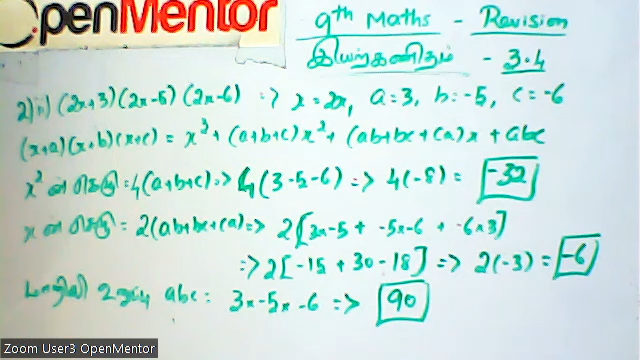 OpenMentor
9th Maths - Revision
இயற்கணிதம் - 3.4
2) ii) (2x+3) (2x-5) (2x-6) => x = 2x, a=3, b=-5, c=-6
(x+a)(x+b)(x+c) = x³ + (a+b+c)x² + (ab+bc+ca)x + abc
x² ன் கெழு = 4(a+b+c) => 4(3-5-6) => 4(-8) = -32
x ன் கெழு = 2(ab+bc+ca) => 2[3x-5 + -5x-6 + -6x3]
=> 2[-15 + 30 - 18] => 2(-3) = -6
மாறிலி உறுப்பு abc = 3x-5x-6 => 90
Zoom User3 OpenMentor